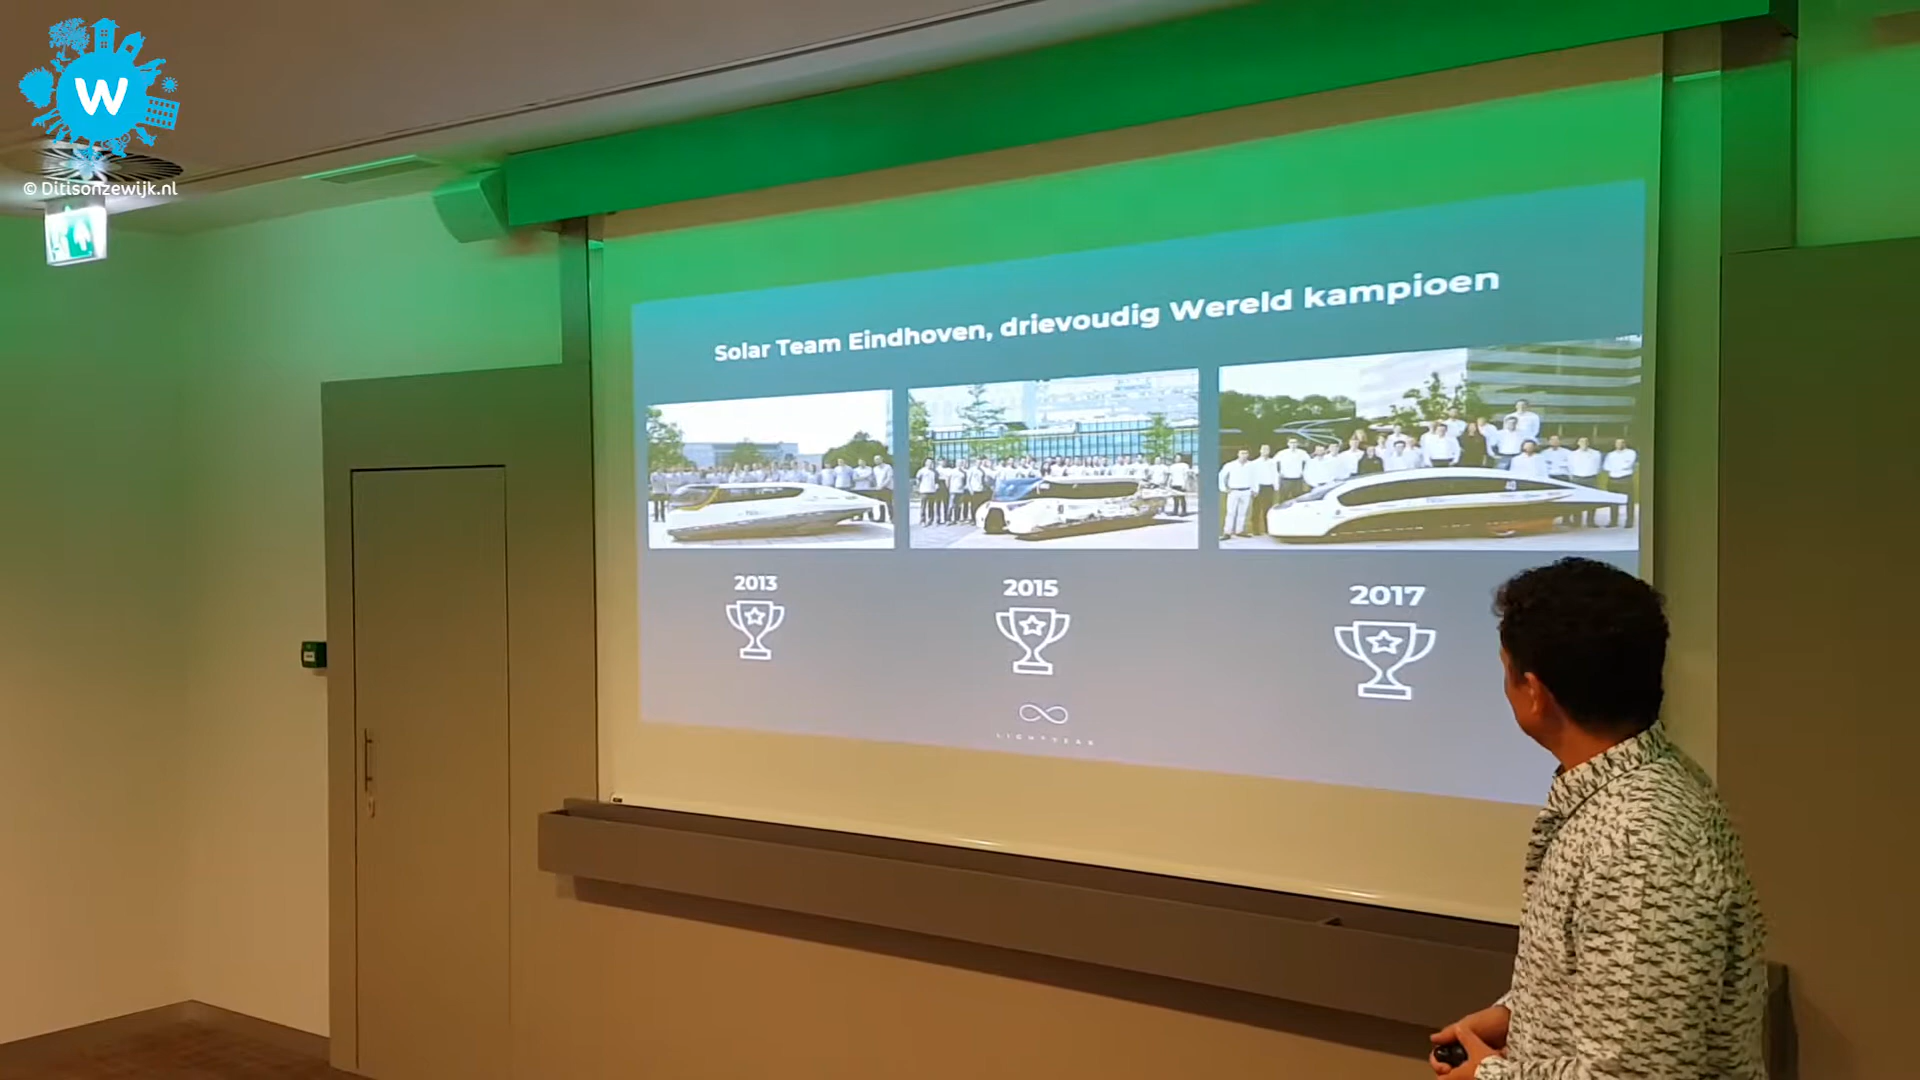 W
© Ditisonzewijk.nl
Solar Team Eindhoven, drievoudig Wereld kampioen
2013
2015
2017
LIGHTYEAR